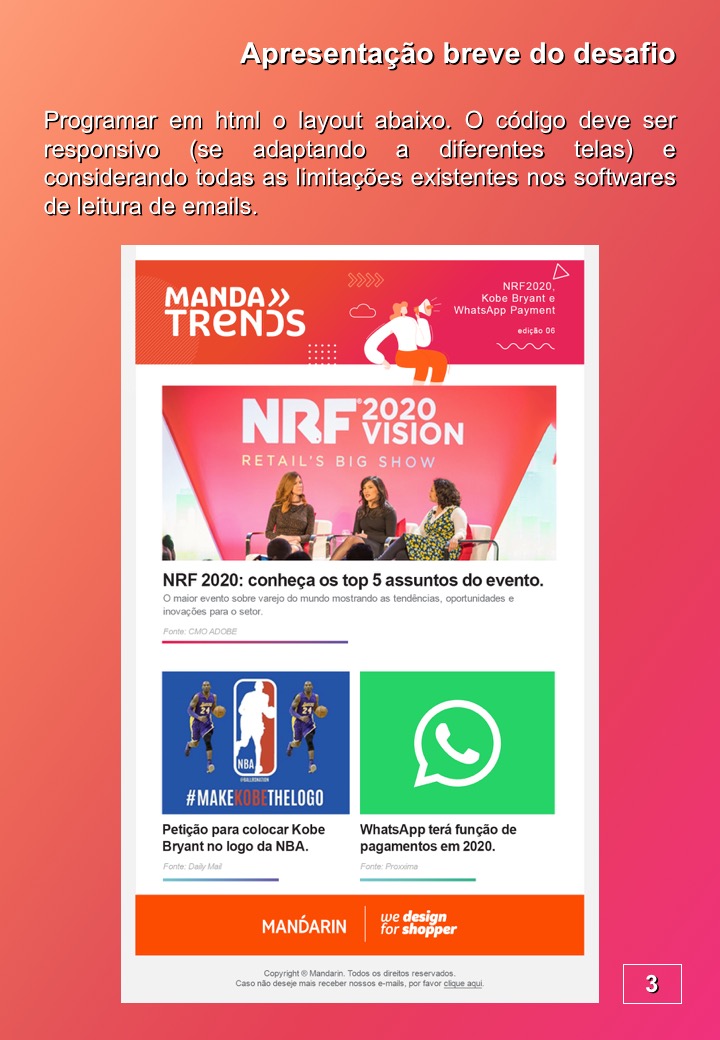 Apresentação breve do desafio
Programar em html o layout abaixo. O código deve ser
responsivo (se adaptando a diferentes telas) e
considerando todas as limitações existentes nos softwares
de leitura de emails.
MANDA
TRENDS
NRF2020,
Kobe Bryant e
WhatsApp Payment
edição 06
NRF® 2020
VISION
RETAIL'S BIG SHOW
NRF 2020: conheça os top 5 assuntos do evento.
O maior evento sobre varejo do mundo mostrando as tendências, oportunidades e
inovações para o setor.
Fonte: CMO ADOBE
24
24
NBA
#BALLERSNATION
#MAKEKOBETHELOGO
Petição para colocar Kobe
Bryant no logo da NBA.
Fonte: Daily Mail
WhatsApp terá função de
pagamentos em 2020.
Fonte: Proxxima
MANDARIN
we design
for shopper
Copyright ® Mandarin. Todos os direitos reservados.
Caso não deseje mais receber nossos e-mails, por favor clique aqui.
3